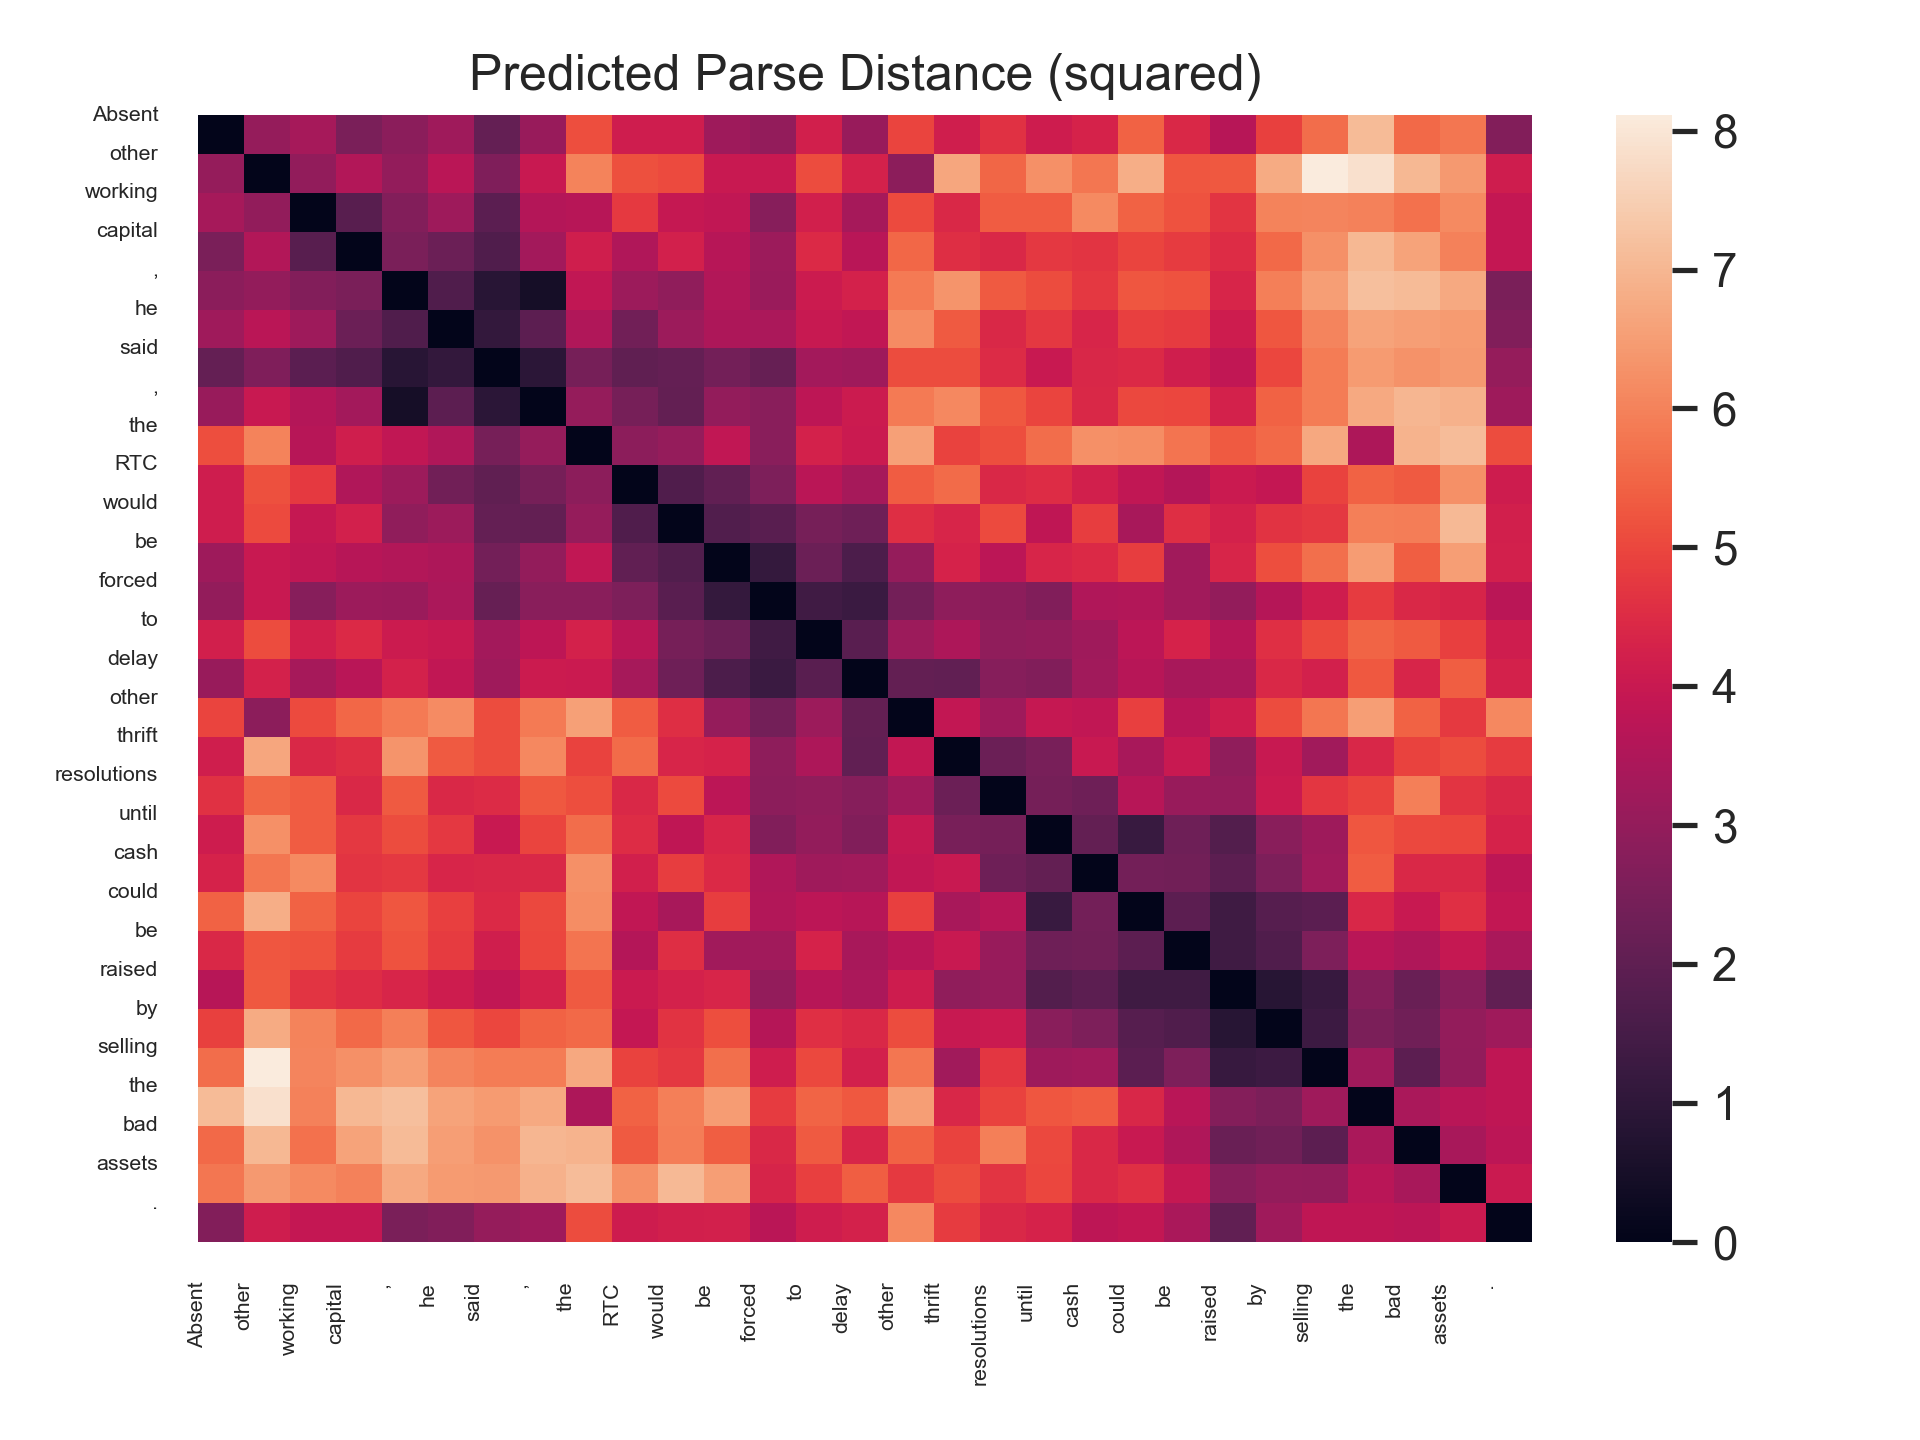 Predicted Parse Distance (squared)
Absent
other
working
capital
,
he
said
,
the
RTC
would
be
forced
to
delay
other
thrift
resolutions
until
cash
could
be
raised
by
selling
the
bad
assets
.
8
7
6
5
4
3
2
1
0
Absent
other
working
capital
,
he
said
,
the
RTC
would
be
forced
to
delay
other
thrift
resolutions
until
cash
could
be
raised
by
selling
the
bad
assets
.